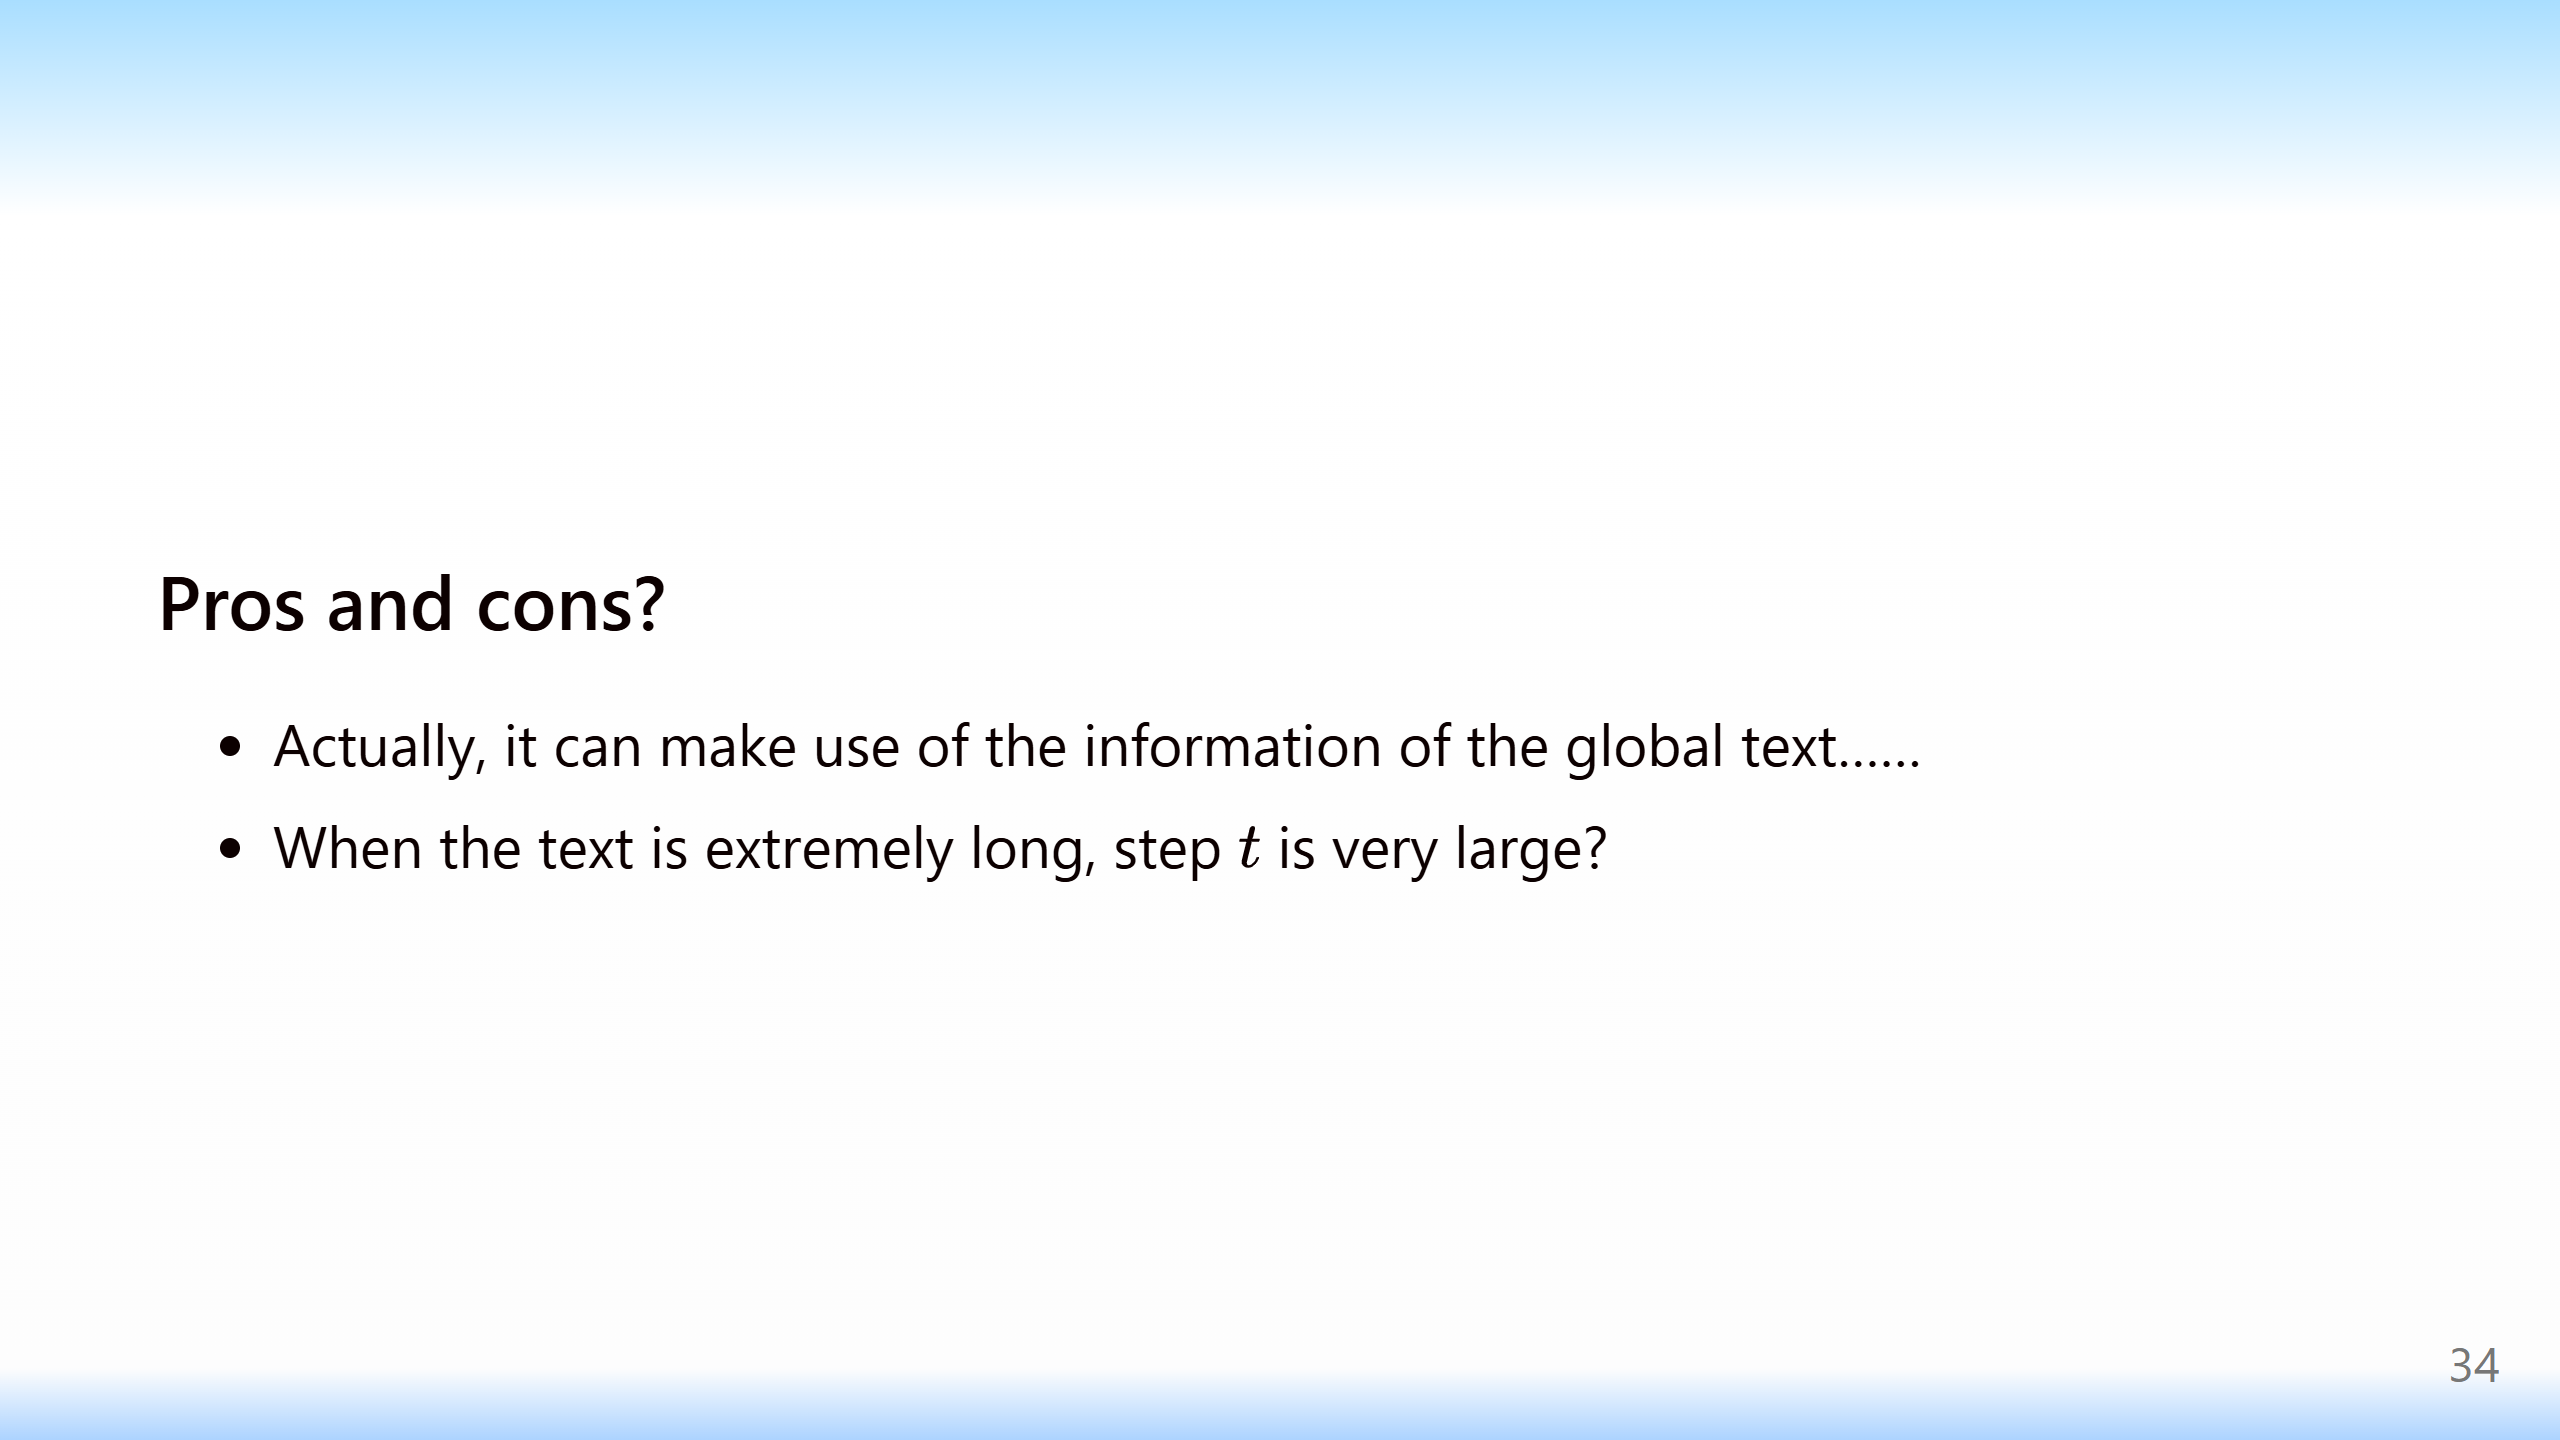 Pros and cons?
• Actually, it can make use of the information of the global text......
• When the text is extremely long, step t is very large?
34